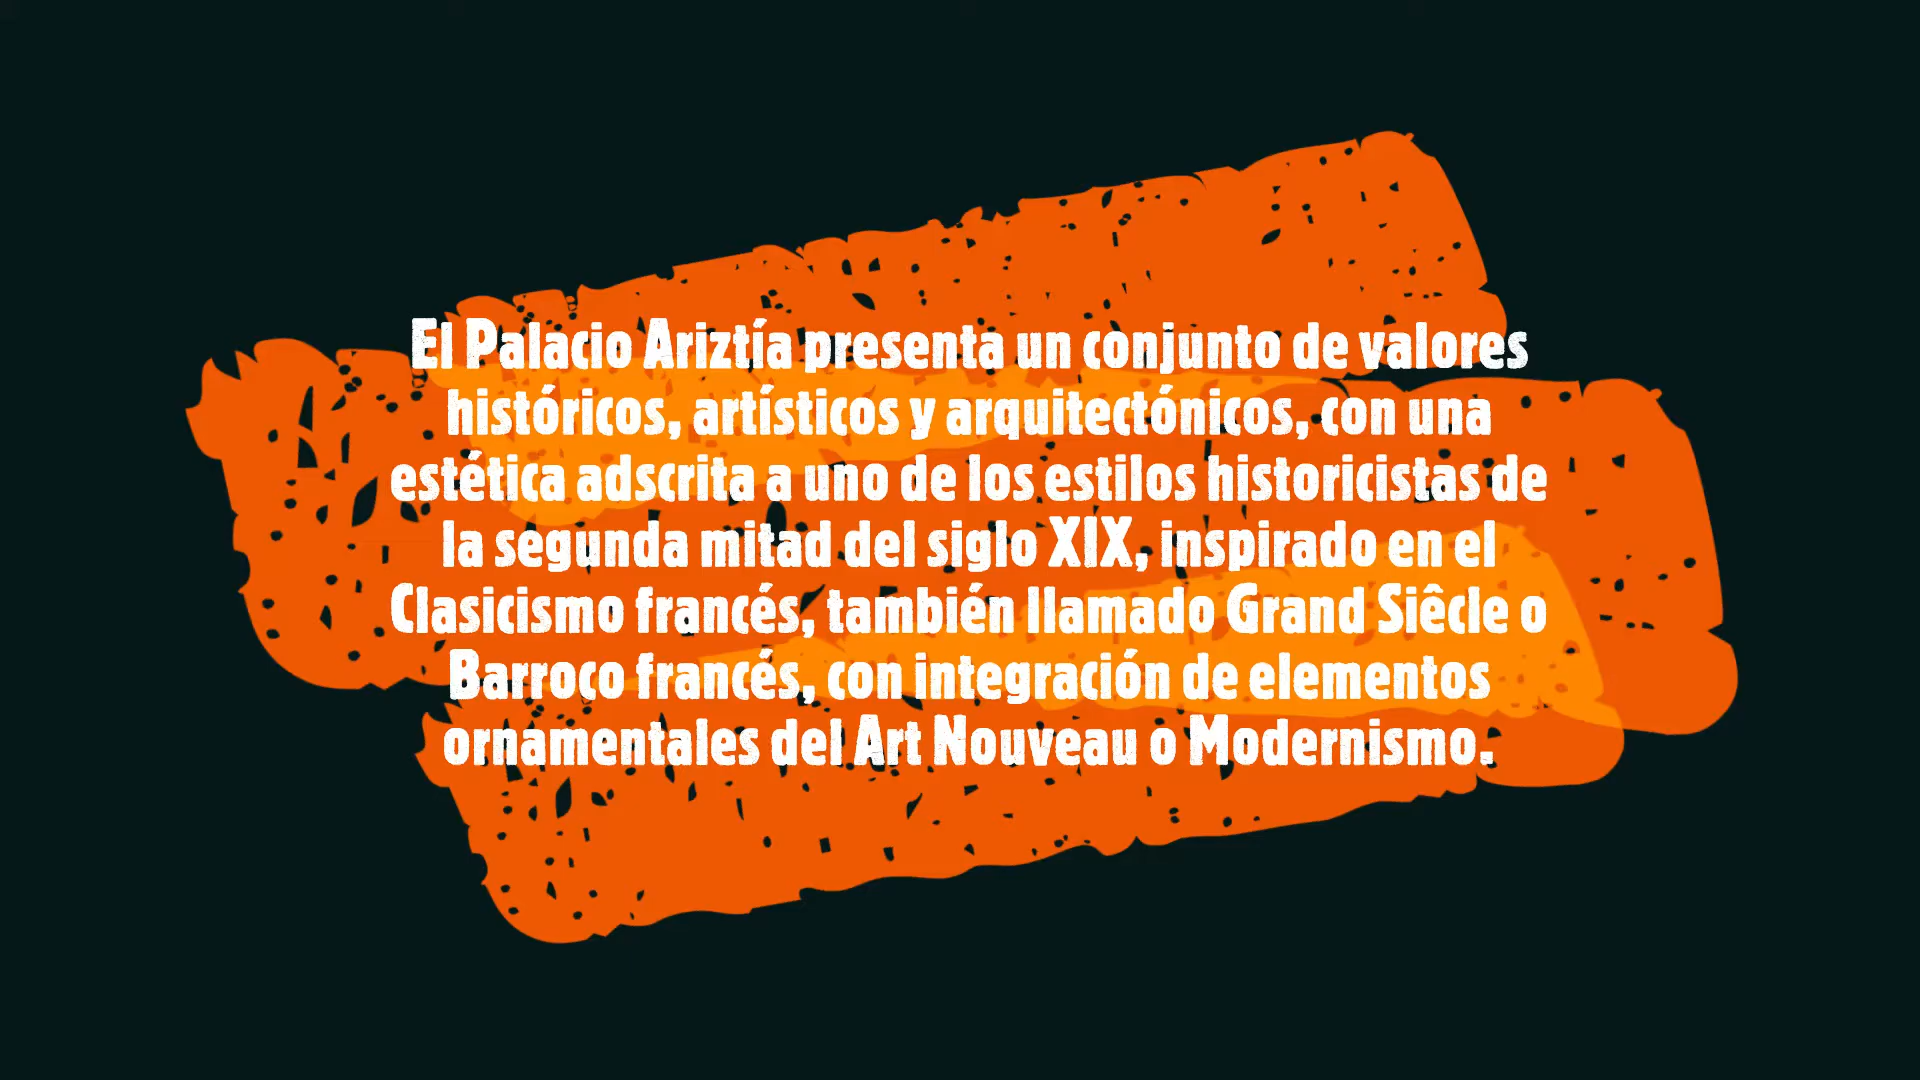 El Palacio Ariztía presenta un conjunto de valores
históricos, artísticos y arquitectónicos, con una
estética adscrita a uno de los estilos historicistas de
la segunda mitad del siglo XIX, inspirado en el
Clasicismo francés, también llamado Grand Siêcle o
Barroco francés, con integración de elementos
ornamentales del Art Nouveau o Modernismo.